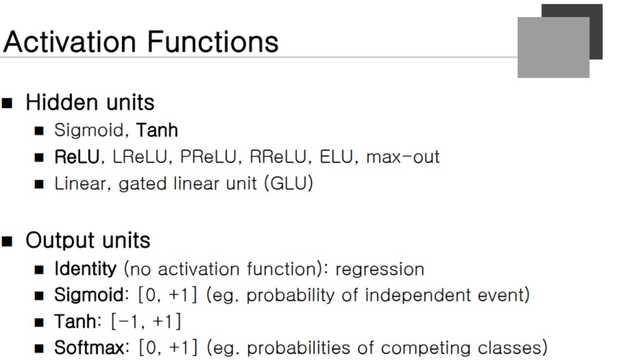 Activation Functions
Hidden units
Sigmoid, Tanh
ReLU, LReLU, PReLU, RReLU, ELU, max-out
Linear, gated linear unit (GLU)
Output units
Identity (no activation function): regression
Sigmoid: [0, +1] (eg. probability of independent event)
Tanh: [-1, +1]
Softmax: [0, +1] (eg. probabilities of competing classes)